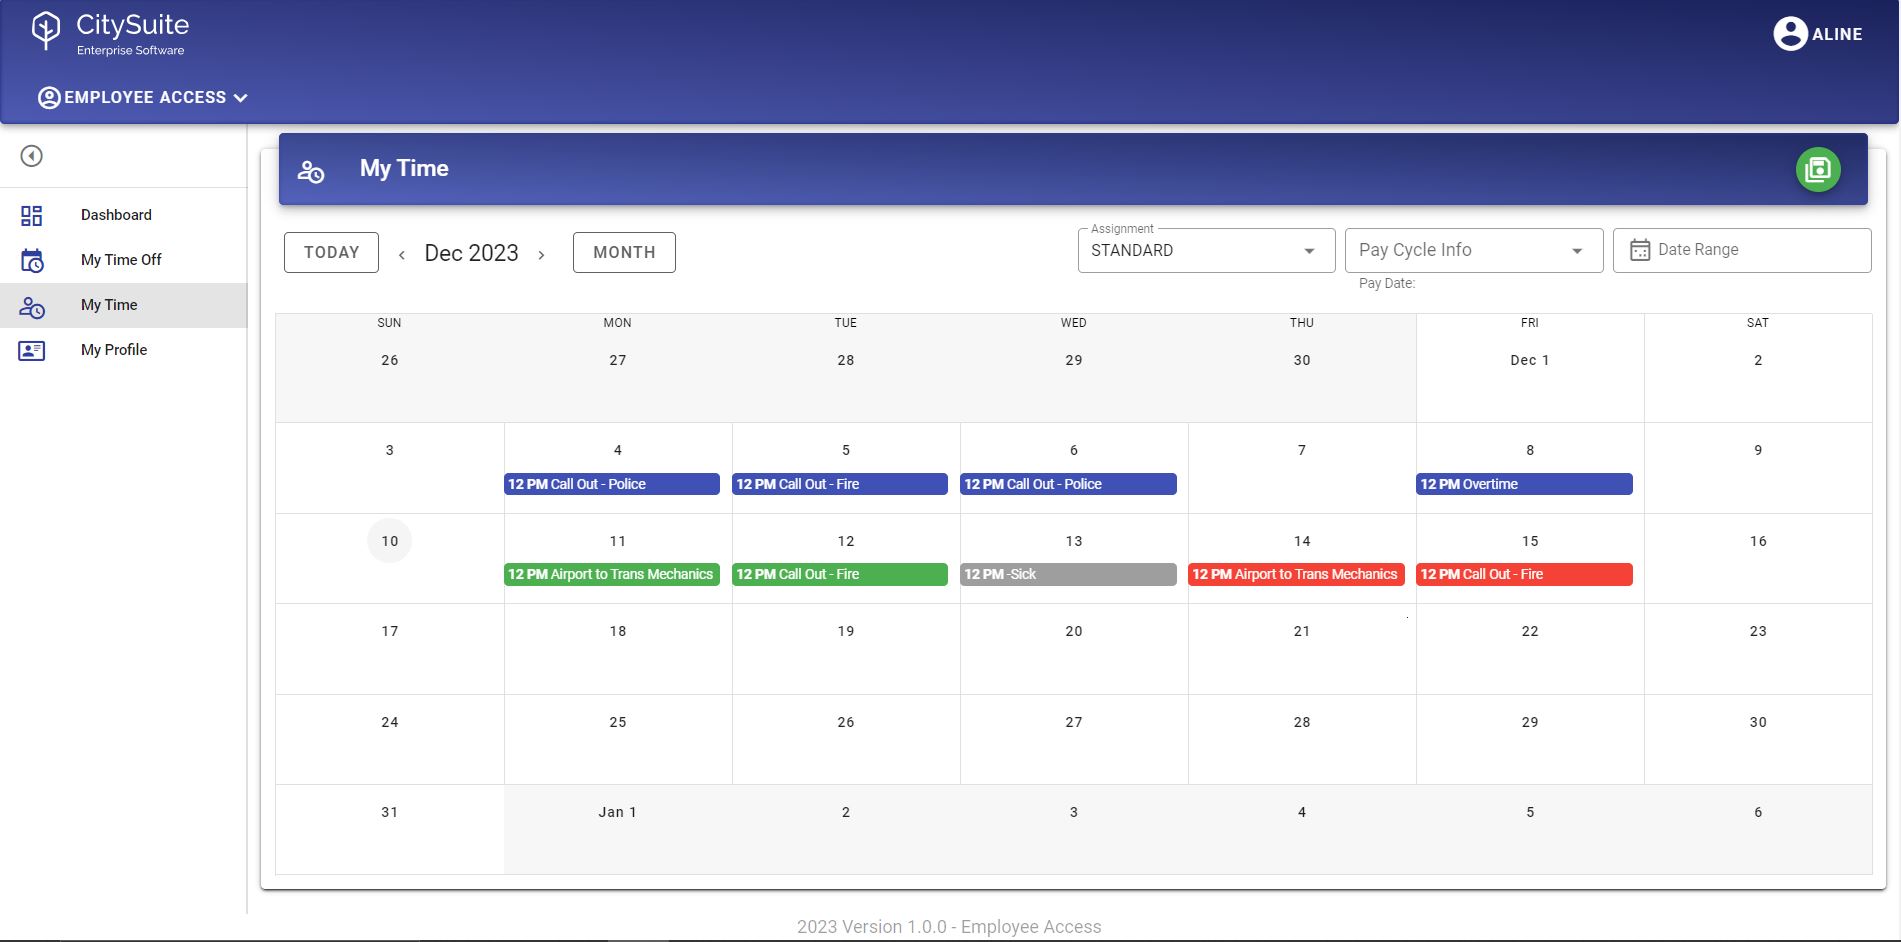 CitySuite
Enterprise Software
ALINE
EMPLOYEE ACCESS
My Time
Dashboard
My Time Off
My Time
My Profile
TODAY
Dec 2023
MONTH
Assignment
STANDARD
Pay Cycle Info
Pay Date:
Date Range
SUN MON TUE WED THU FRI SAT
26 27 28 29 30 Dec 1 2
3 4 5 6 7 8 9
12 PM Call Out - Police
12 PM Call Out - Fire
12 PM Call Out - Police
12 PM Overtime
10 11 12 13 14 15 16
12 PM Airport to Trans Mechanics
12 PM Call Out - Fire
12 PM -Sick
12 PM Airport to Trans Mechanics
12 PM Call Out - Fire
17 18 19 20 21 22 23
24 25 26 27 28 29 30
31 Jan 1 2 3 4 5 6
2023 Version 1.0.0 - Employee Access